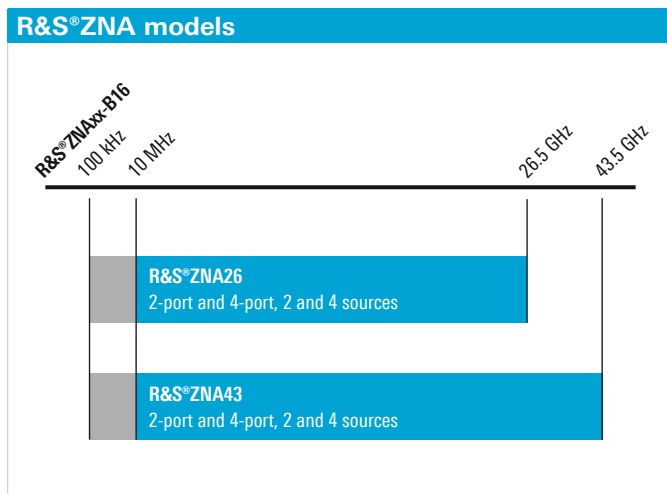 R&S®ZNA models
R&S®ZNAxx-B16
100 kHz
10 MHz
26.5 GHz
43.5 GHz
R&S®ZNA26
2-port and 4-port, 2 and 4 sources
R&S®ZNA43
2-port and 4-port, 2 and 4 sources